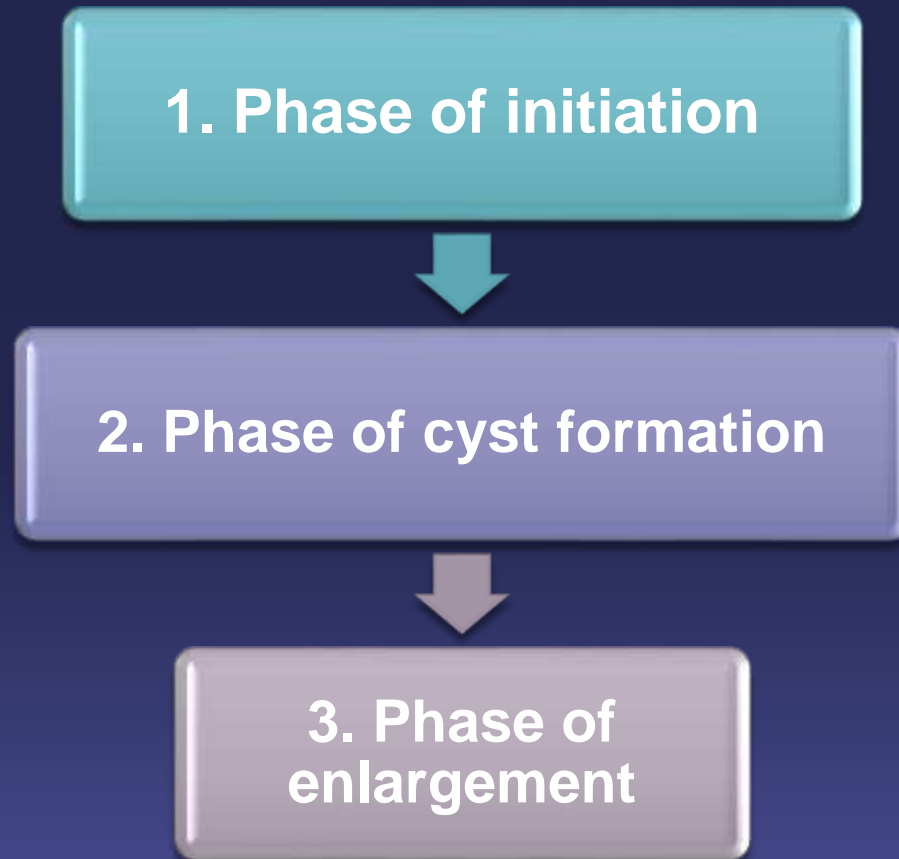 1. Phase of initiation
2. Phase of cyst formation
3. Phase of
enlargement